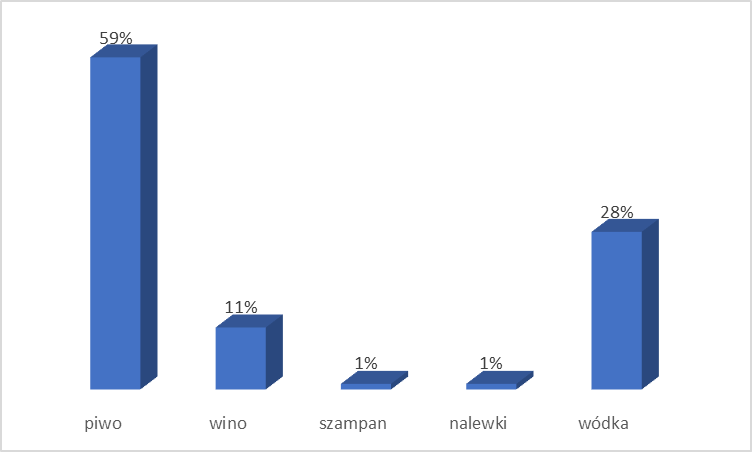 59%
28%
11%
1% 1%
piwo wino szampan nalewki wódka